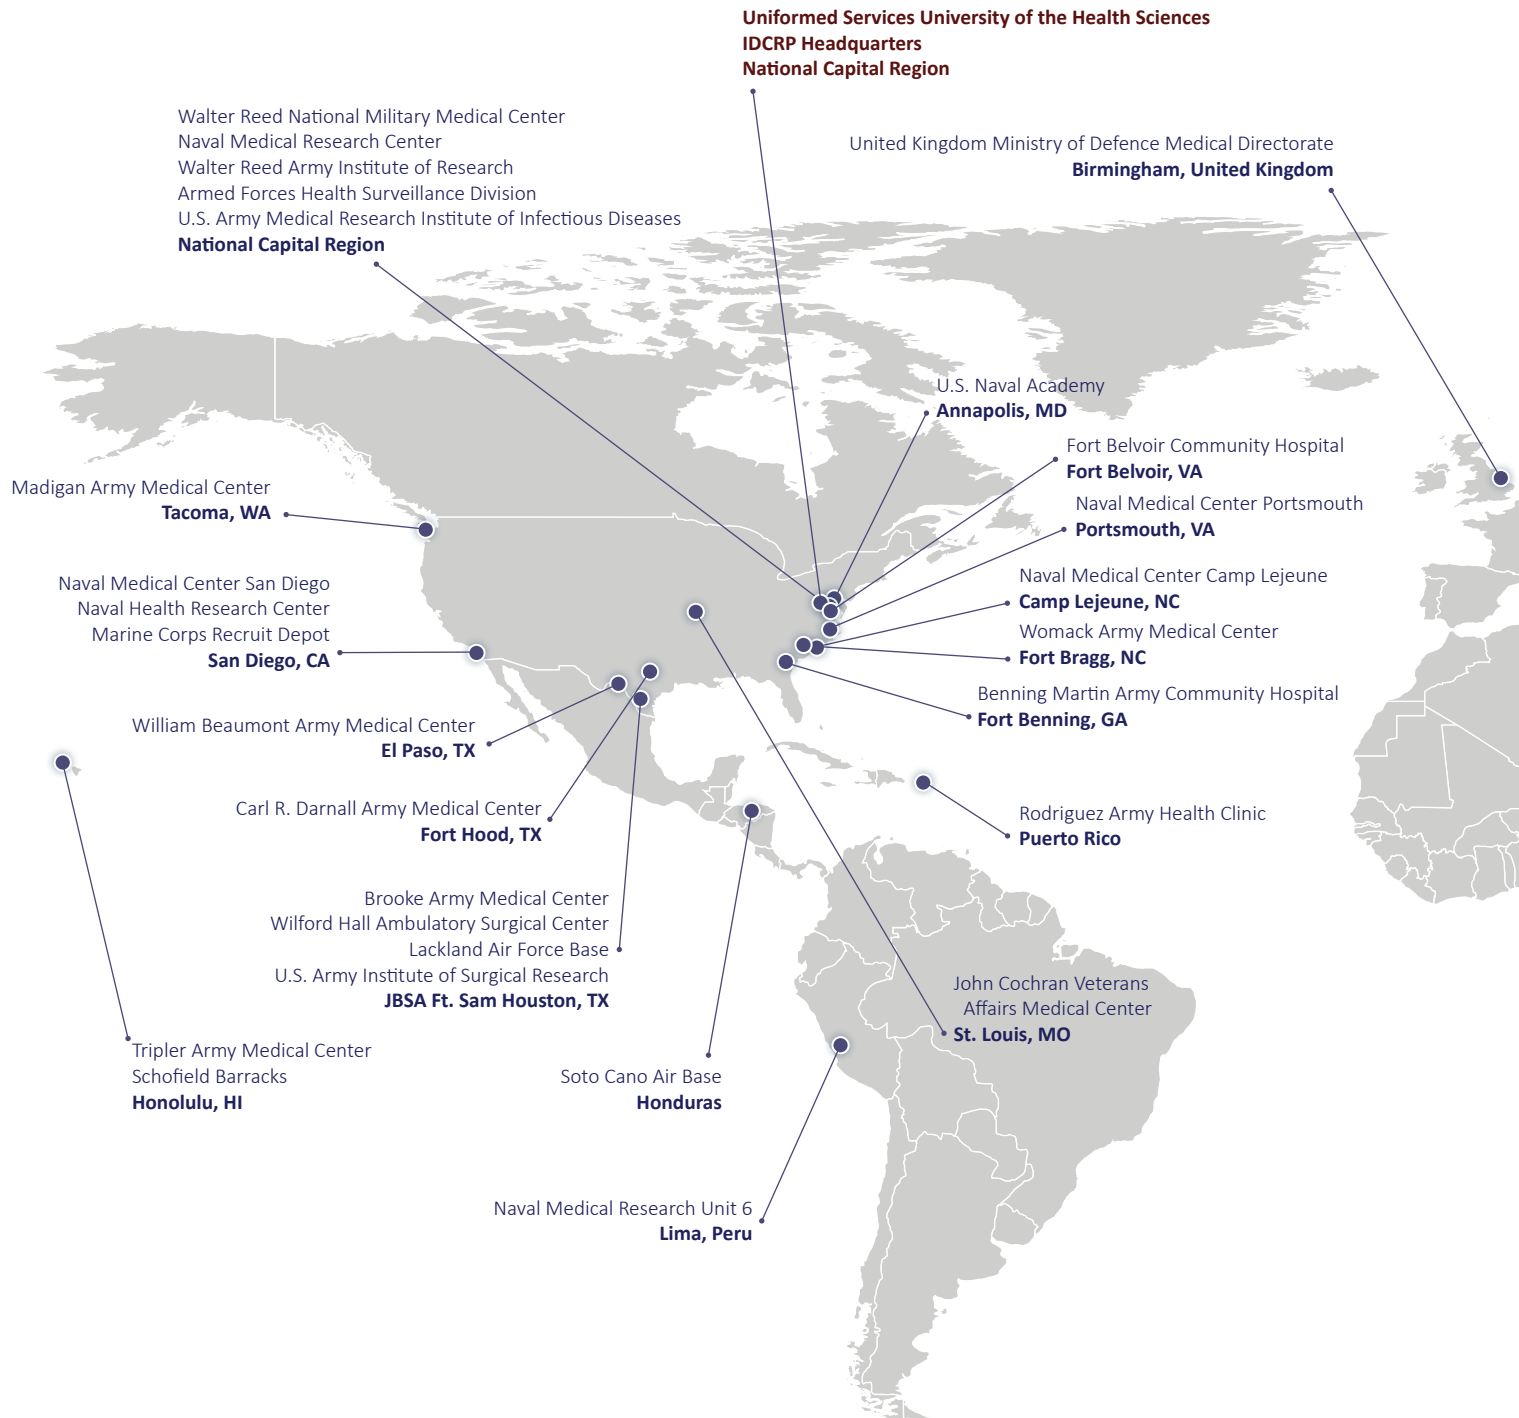 Uniformed Services University of the Health Sciences
IDCRP Headquarters
National Capital Region
Walter Reed National Military Medical Center
Naval Medical Research Center
Walter Reed Army Institute of Research
Armed Forces Health Surveillance Division
U.S. Army Medical Research Institute of Infectious Diseases
National Capital Region
United Kingdom Ministry of Defence Medical Directorate
Birmingham, United Kingdom
U.S. Naval Academy
Annapolis, MD
Fort Belvoir Community Hospital
Fort Belvoir, VA
Madigan Army Medical Center
Tacoma, WA
Naval Medical Center Portsmouth
Portsmouth, VA
Naval Medical Center San Diego
Naval Health Research Center
Marine Corps Recruit Depot
San Diego, CA
Naval Medical Center Camp Lejeune
Camp Lejeune, NC
Womack Army Medical Center
Fort Bragg, NC
Benning Martin Army Community Hospital
Fort Benning, GA
William Beaumont Army Medical Center
El Paso, TX
Carl R. Darnall Army Medical Center
Fort Hood, TX
Rodriguez Army Health Clinic
Puerto Rico
Brooke Army Medical Center
Wilford Hall Ambulatory Surgical Center
Lackland Air Force Base
U.S. Army Institute of Surgical Research
JBSA Ft. Sam Houston, TX
John Cochran Veterans
Affairs Medical Center
St. Louis, MO
Tripler Army Medical Center
Schofield Barracks
Honolulu, HI
Soto Cano Air Base
Honduras
Naval Medical Research Unit 6
Lima, Peru